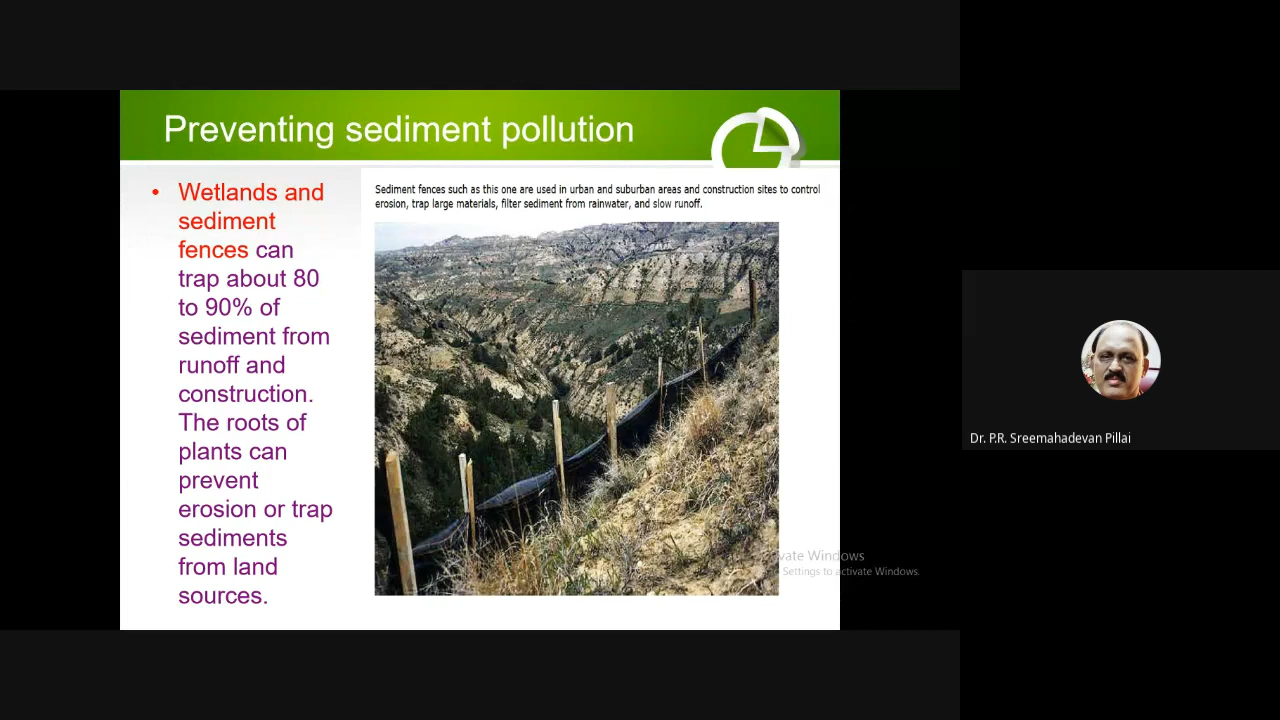 Preventing sediment pollution
• Wetlands and
sediment
fences can
trap about 80
to 90% of
sediment from
runoff and
construction.
The roots of
plants can
prevent
erosion or trap
sediments
from land
sources.
Sediment fences such as this one are used in urban and suburban areas and construction sites to control
erosion, trap large materials, filter sediment from rainwater, and slow runoff.
vate Windows
Settings to activate Windows.
Dr. P.R. Sreemahadevan Pillai